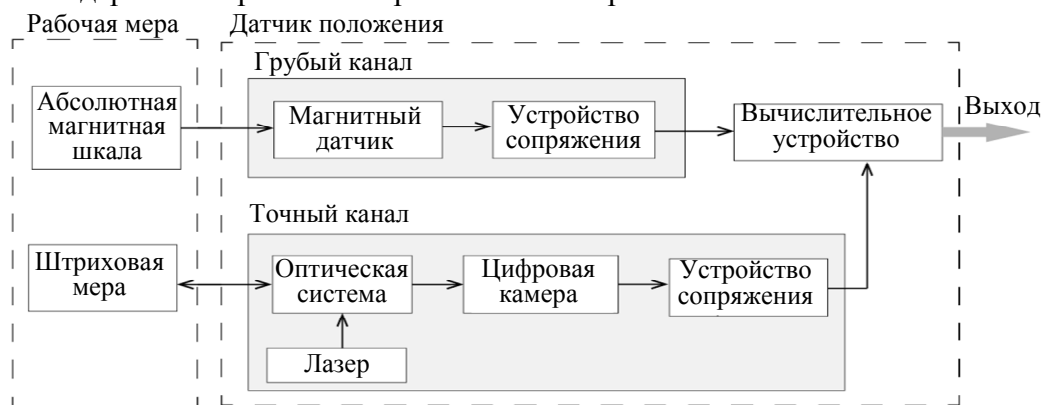 Рабочая мера
Датчик положения
Грубый канал
Абсолютная
магнитная
шкала
Магнитный
датчик
Устройство
сопряжения
Вычислительное
устройство
Выход
Точный канал
Штриховая
мера
Оптическая
система
Цифровая
камера
Устройство
сопряжения
Лазер